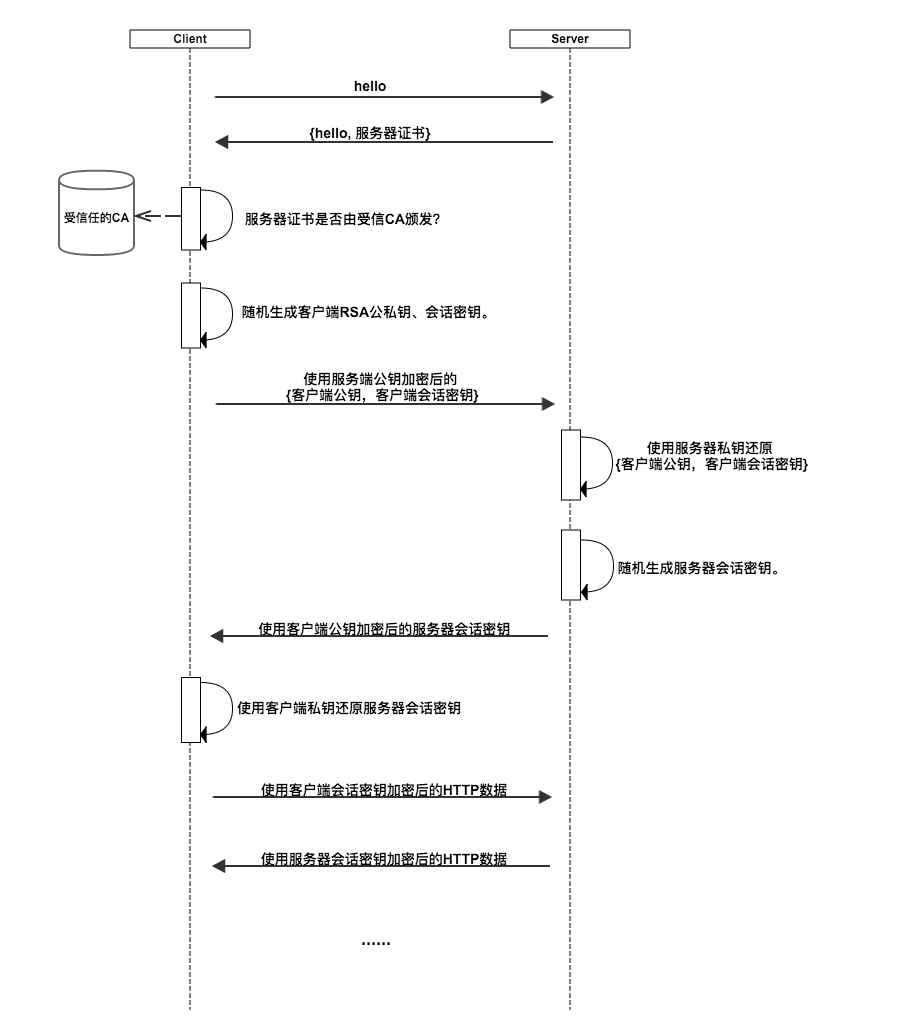 Client
Server
hello
{hello, 服务器证书}
受信任的CA
服务器证书是否由受信CA颁发？
随机生成客户端RSA公私钥、会话密钥。
使用服务端公钥加密后的
{客户端公钥，客户端会话密钥}
使用服务器私钥还原
{客户端公钥，客户端会话密钥}
随机生成服务器会话密钥。
使用客户端公钥加密后的服务器会话密钥
使用客户端私钥还原服务器会话密钥
使用客户端会话密钥加密后的HTTP数据
使用服务器会话密钥加密后的HTTP数据
......